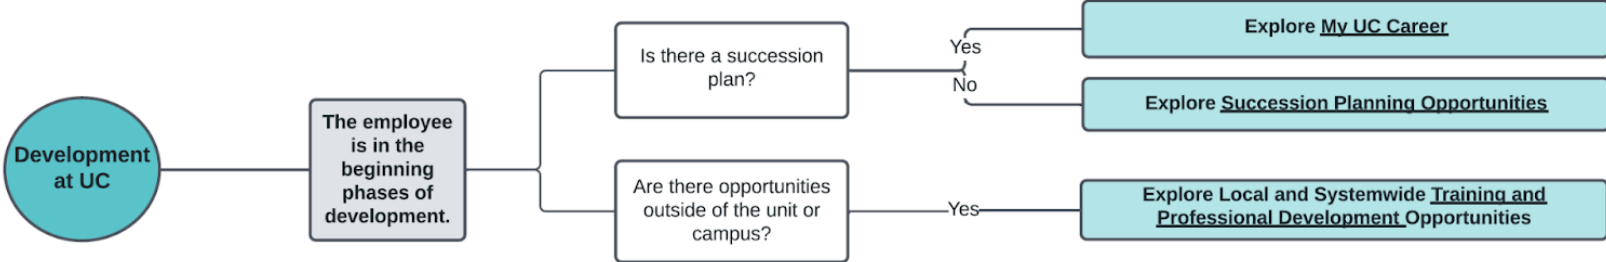 Development
at UC
The employee
is in the
beginning
phases of
development.
Is there a succession
plan?
Yes
No
Explore My UC Career
Explore Succession Planning Opportunities
Are there opportunities
outside of the unit or
campus?
Yes
Explore Local and Systemwide Training and
Professional Development Opportunities